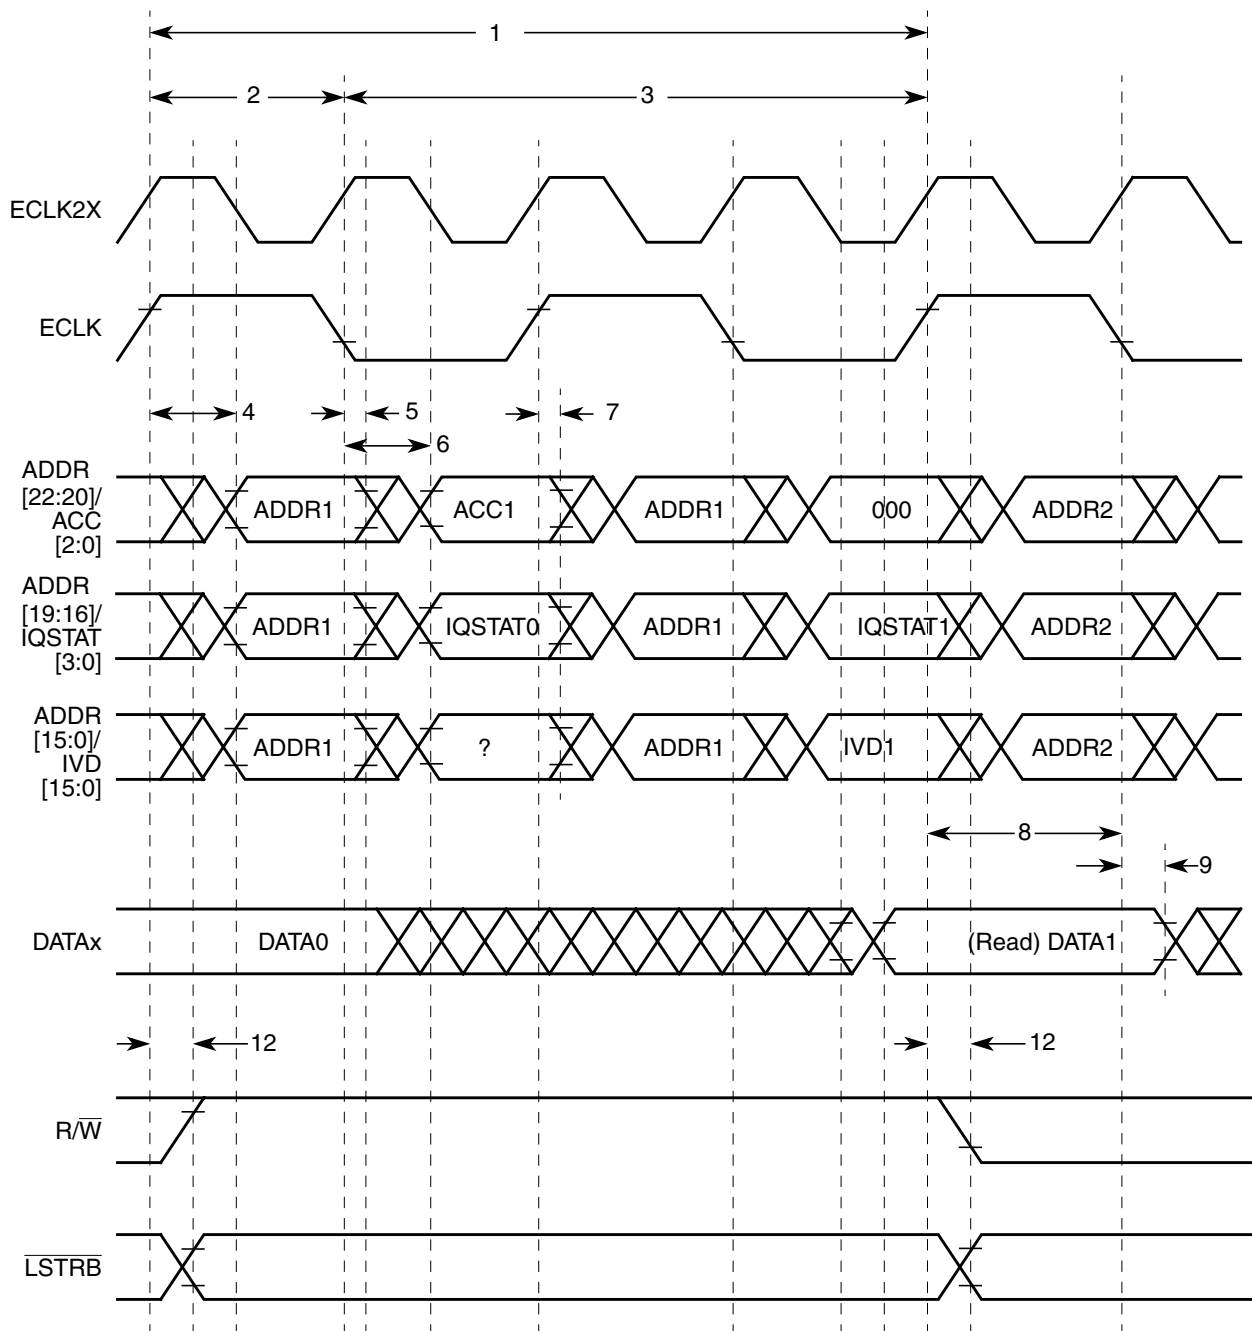 1
2
3
ECLK2X
ECLK
4
5
7
6
ADDR
[22:20]/
ACC
[2:0]
ADDR1
ACC1
ADDR1
000
ADDR2
ADDR
[19:16]/
IQSTAT
[3:0]
ADDR1
IQSTAT0
ADDR1
IQSTAT1
ADDR2
ADDR
[15:0]/
IVD
[15:0]
ADDR1
?
ADDR1
IVD1
ADDR2
8
9
DATAx
DATA0
(Read) DATA1
12
12
R/W̅
L̅S̅T̅R̅B̅